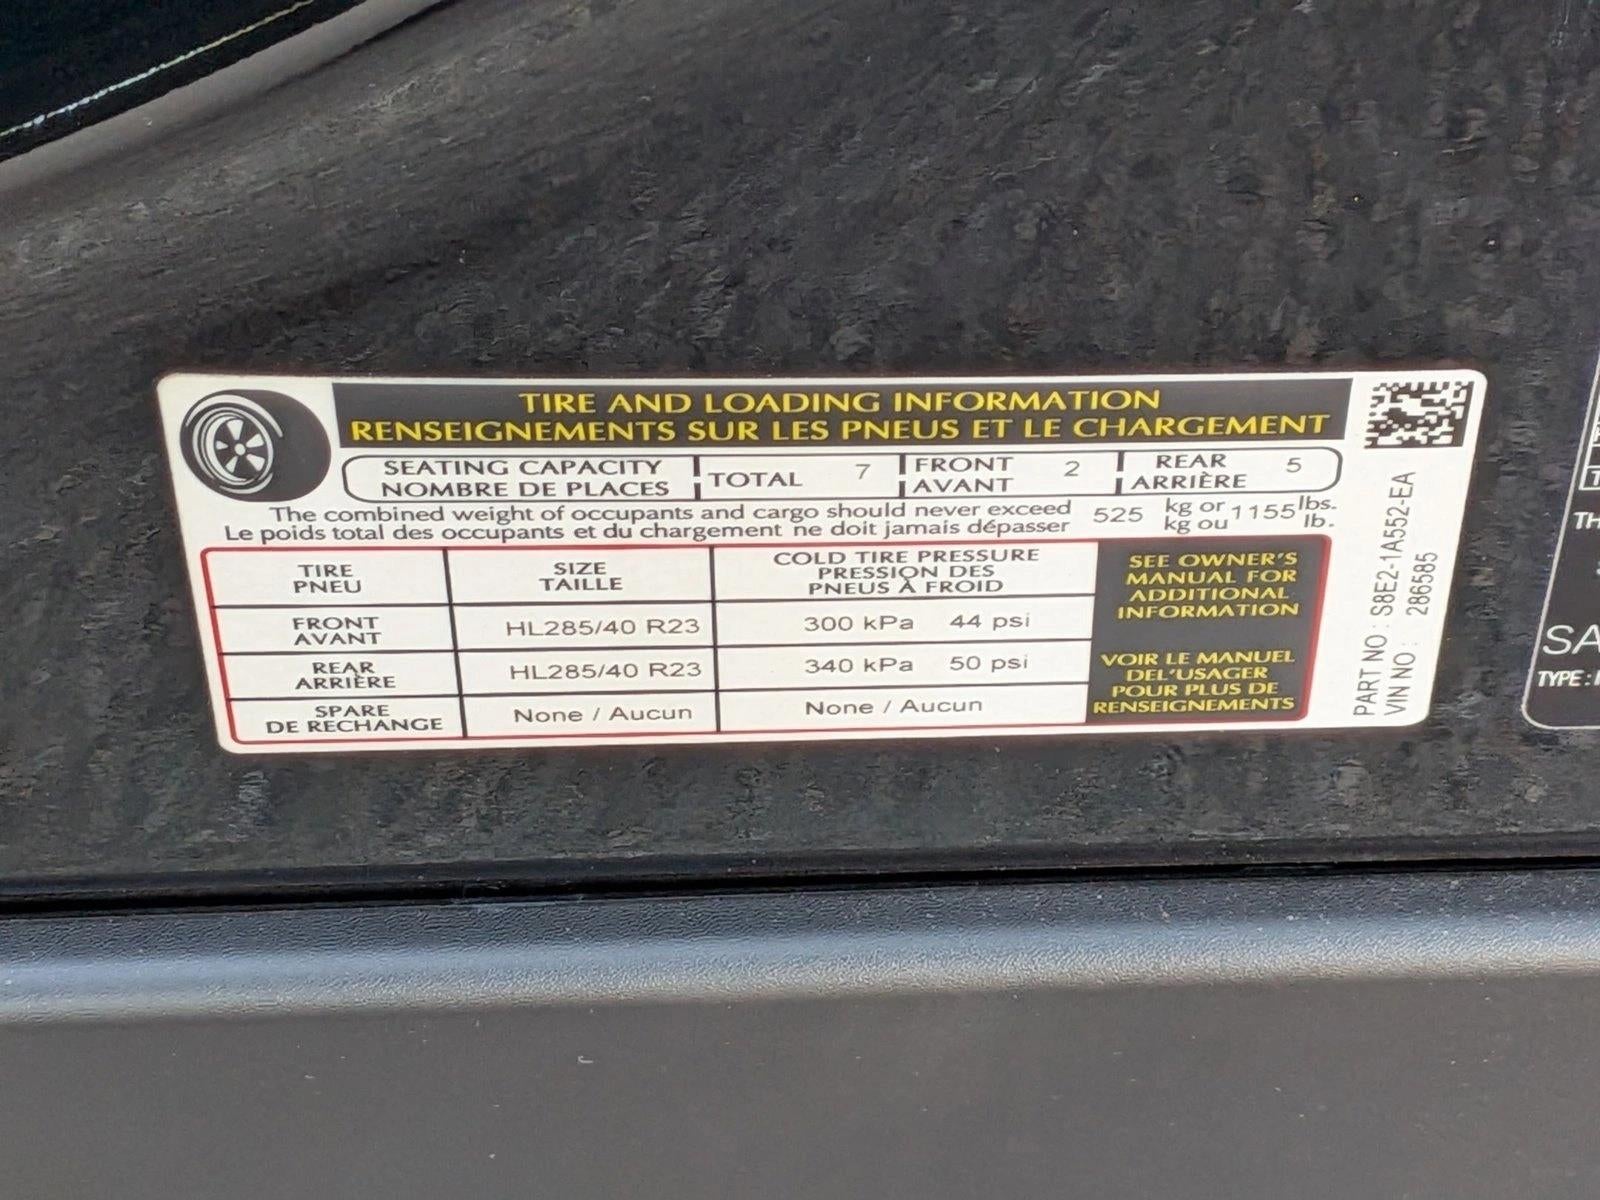 TIRE AND LOADING INFORMATION
RENSEIGNEMENTS SUR LES PNEUS ET LE CHARGEMENT
SEATING CAPACITY
NOMBRE DE PLACES
TOTAL 7
FRONT
AVANT
2
REAR
ARRIÈRE
5
The combined weight of occupants and cargo should never exceed
Le poids total des occupants et du chargement ne doit jamais dépasser
525
kg or
kg ou
1155
lbs.
lb.
TIRE
PNEU
SIZE
TAILLE
COLD TIRE PRESSURE
PRESSION DES
PNEUS À FROID
FRONT
AVANT
HL285/40 R23
300 kPa 44 psi
REAR
ARRIÈRE
HL285/40 R23
340 kPa 50 psi
SPARE
DE RECHANGE
None / Aucun
None / Aucun
SEE OWNER'S
MANUAL FOR
ADDITIONAL
INFORMATION
VOIR LE MANUEL
DEL'USAGER
POUR PLUS DE
RENSEIGNEMENTS
PART NO : S8E2-1A552-EA
VIN NO : 286585
TH
SA
TYPE :